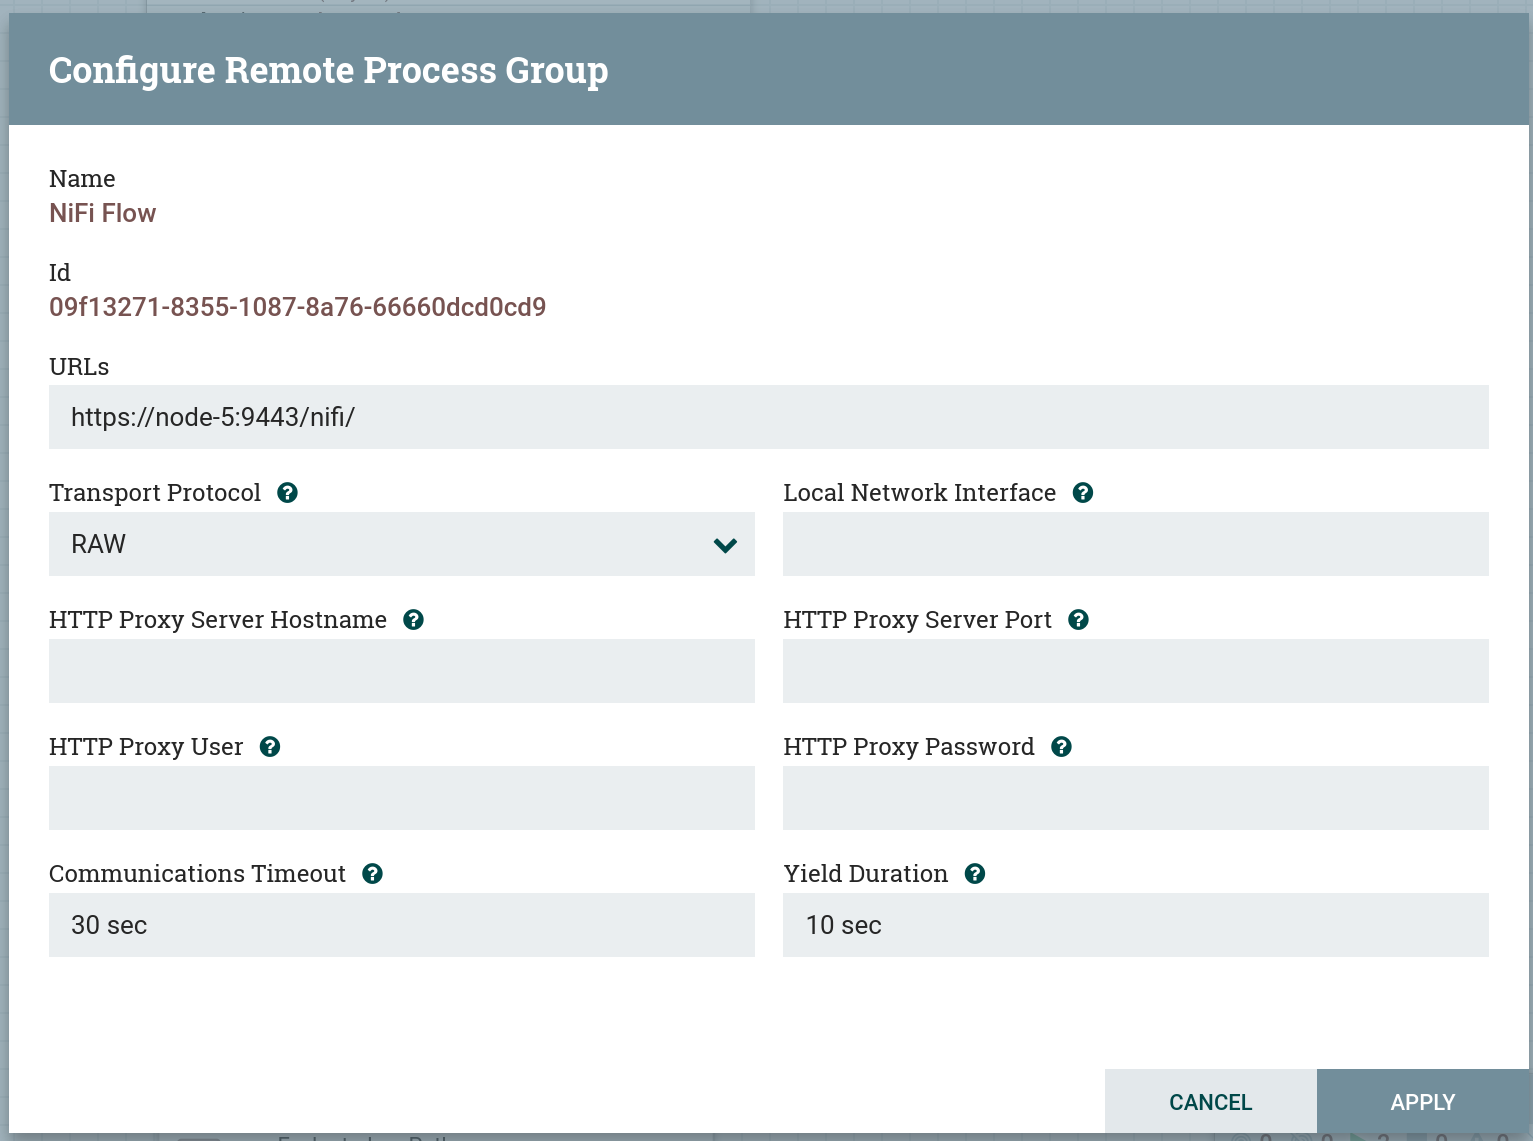 Configure Remote Process Group
Name
NiFi Flow
Id
09f13271-8355-1087-8a76-66660dcd0cd9
URLs
https://node-5:9443/nifi/
Transport Protocol
Local Network Interface
RAW
HTTP Proxy Server Hostname
HTTP Proxy Server Port
HTTP Proxy User
HTTP Proxy Password
Communications Timeout
Yield Duration
30 sec
10 sec
CANCEL
APPLY